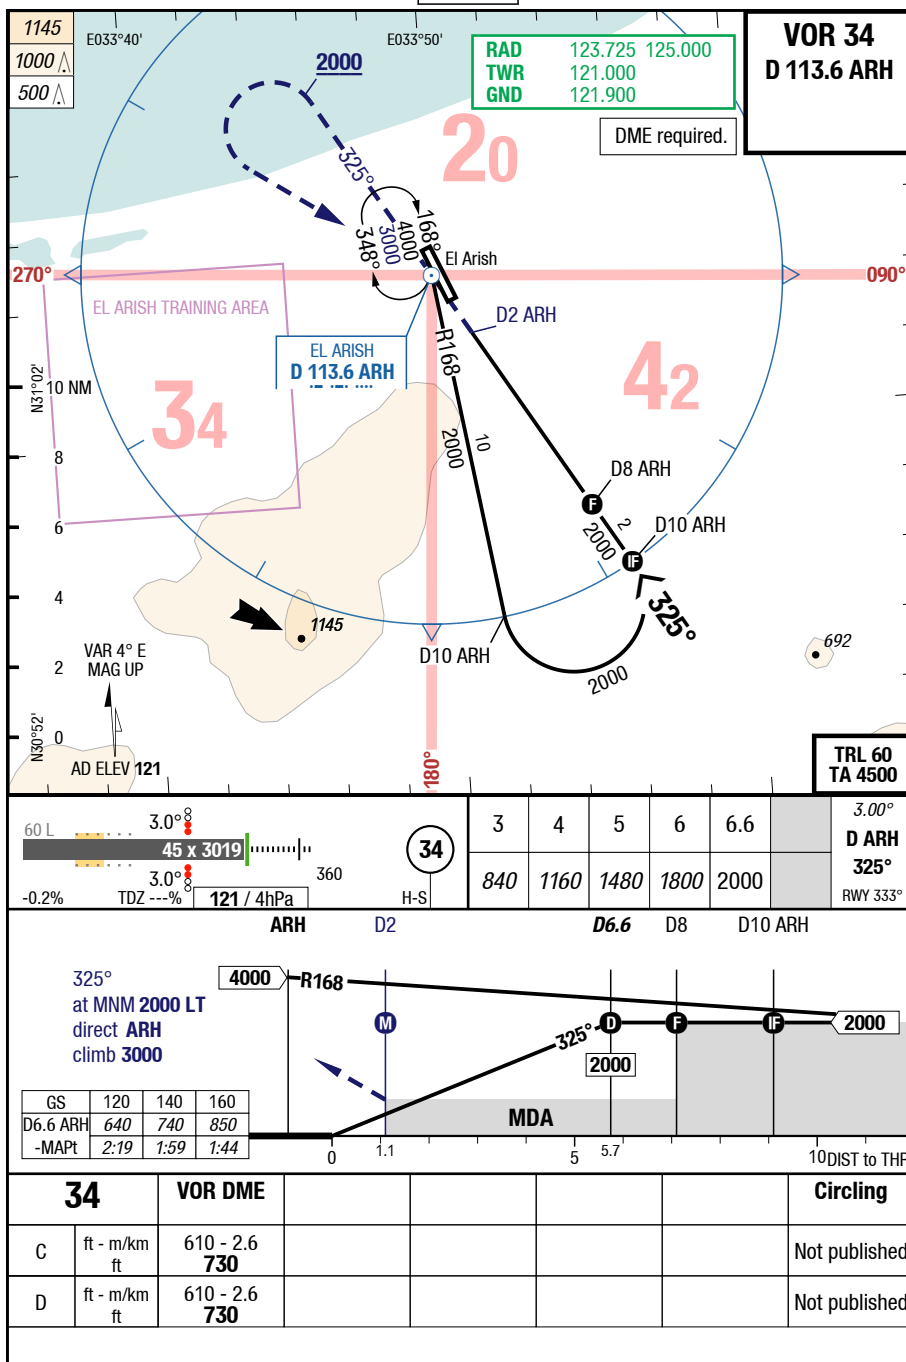 1145
1000
500
E033°40'
E033°50'
2000
RAD 123.725 125.000
TWR 121.000
GND 121.900
VOR 34
D 113.6 ARH
DME required.
20
325°
168°
4000
3000
348°
El Arish
270°
090°
EL ARISH TRAINING AREA
D2 ARH
EL ARISH
D 113.6 ARH
R168
34
42
N31°02'
10 NM
8
6
4
2
0
N30°52'
10
2000
D8 ARH
F
2
2000
D10 ARH
IF
325°
1145
692
D10 ARH
2000
VAR 4° E
MAG UP
AD ELEV 121
180°
TRL 60
TA 4500
60 L
3.0°
45 x 3019
3.0°
360
-0.2%
TDZ ---%
121 / 4hPa
34
H-S
3 4 5 6 6.6
840 1160 1480 1800 2000
3.00°
D ARH
325°
RWY 333°
ARH D2 D6.6 D8 D10 ARH
325°
at MNM 2000 LT
direct ARH
climb 3000
4000
R168
M
325°
D
F
IF
2000
2000
MDA
GS 120 140 160
D6.6 ARH 640 740 850
-MAPt 2:19 1:59 1:44
0 1.1 5 5.7 10 DIST to THR
34 VOR DME Circling
C ft - m/km 610 - 2.6 Not published
ft 730
D ft - m/km 610 - 2.6 Not published
ft 730